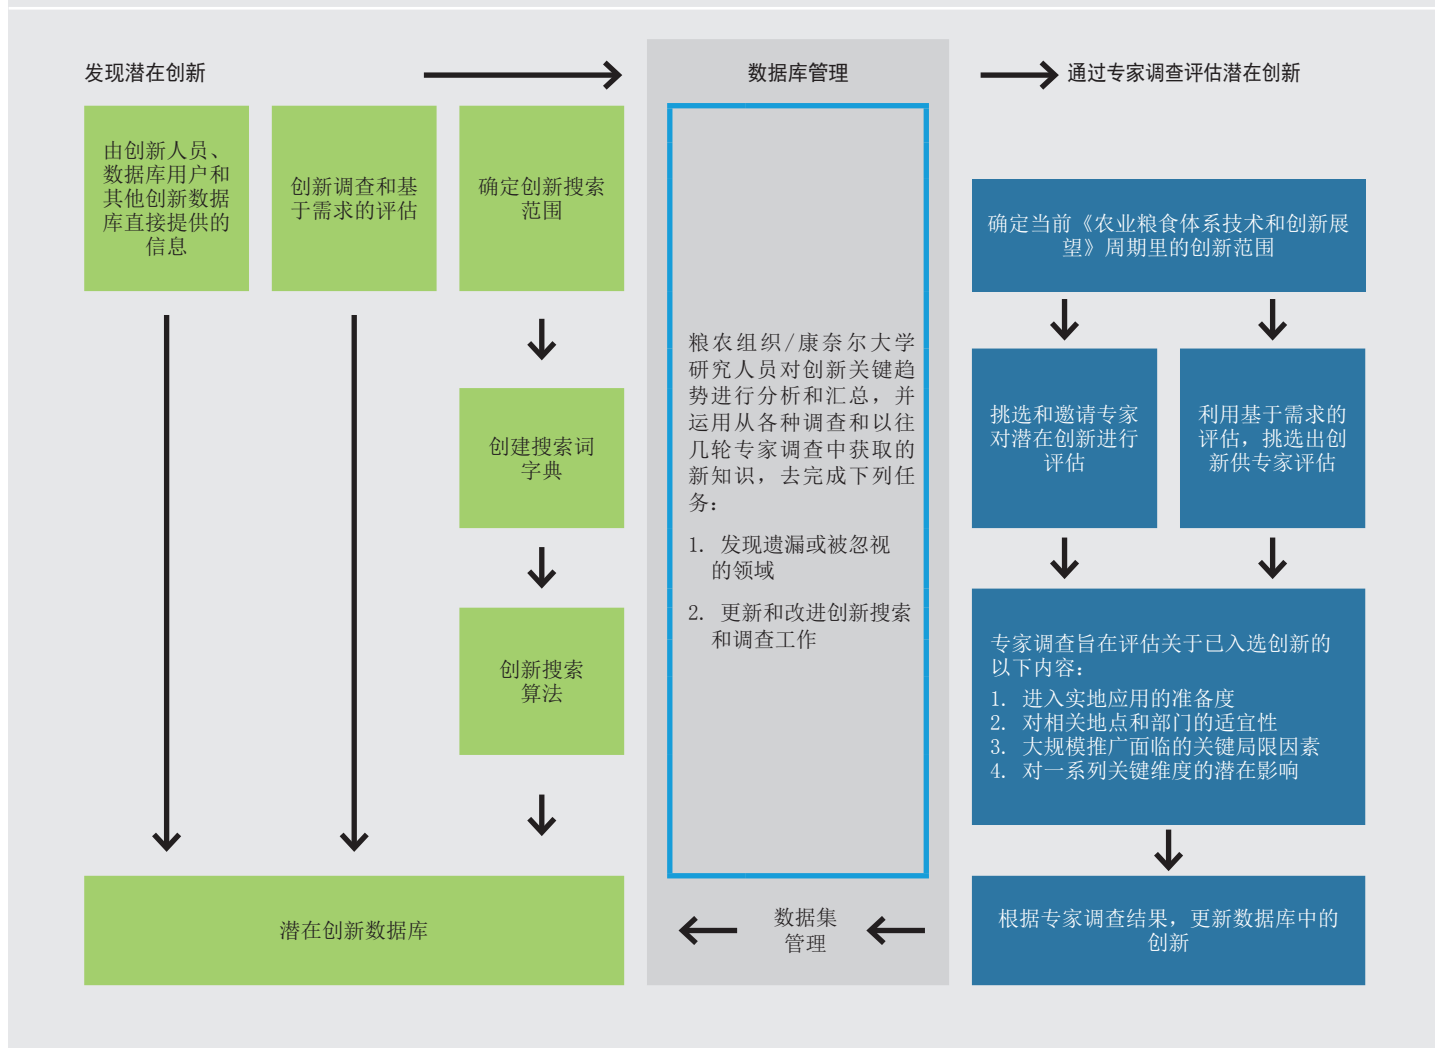 发现潜在创新
数据库管理
通过专家调查评估潜在创新
由创新人员、
数据库用户和
其他创新数据
库直接提供的
信息
创新调查和基
于需求的评估
确定创新搜索
范围
创建搜索词
字典
创新搜索
算法
潜在创新数据库
粮农组织/康奈尔大学
研究人员对创新关键趋
势进行分析和汇总，并
运用从各种调查和以往
几轮专家调查中获取的
新知识，去完成下列任
务：
1. 发现遗漏或被忽视
的领域
2. 更新和改进创新搜索
和调查工作
数据集
管理
确定当前《农业粮食体系技术和创新展
望》周期里的创新范围
挑选和邀请专家
对潜在创新进行
评估
利用基于需求的
评估，挑选出创
新供专家评估
专家调查旨在评估关于已入选创新的
以下内容：
1. 进入实地应用的准备度
2. 对相关地点和部门的适宜性
3. 大规模推广面临的关键局限因素
4. 对一系列关键维度的潜在影响
根据专家调查结果，更新数据库中的
创新